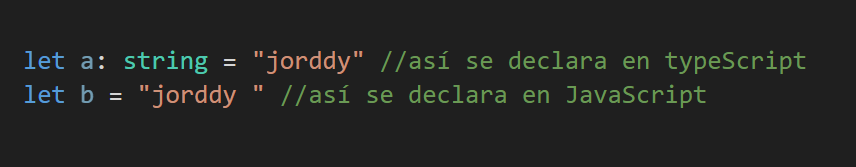 let a: string = "jorddy" //así se declara en typeScript
let b = "jorddy " //así se declara en JavaScript